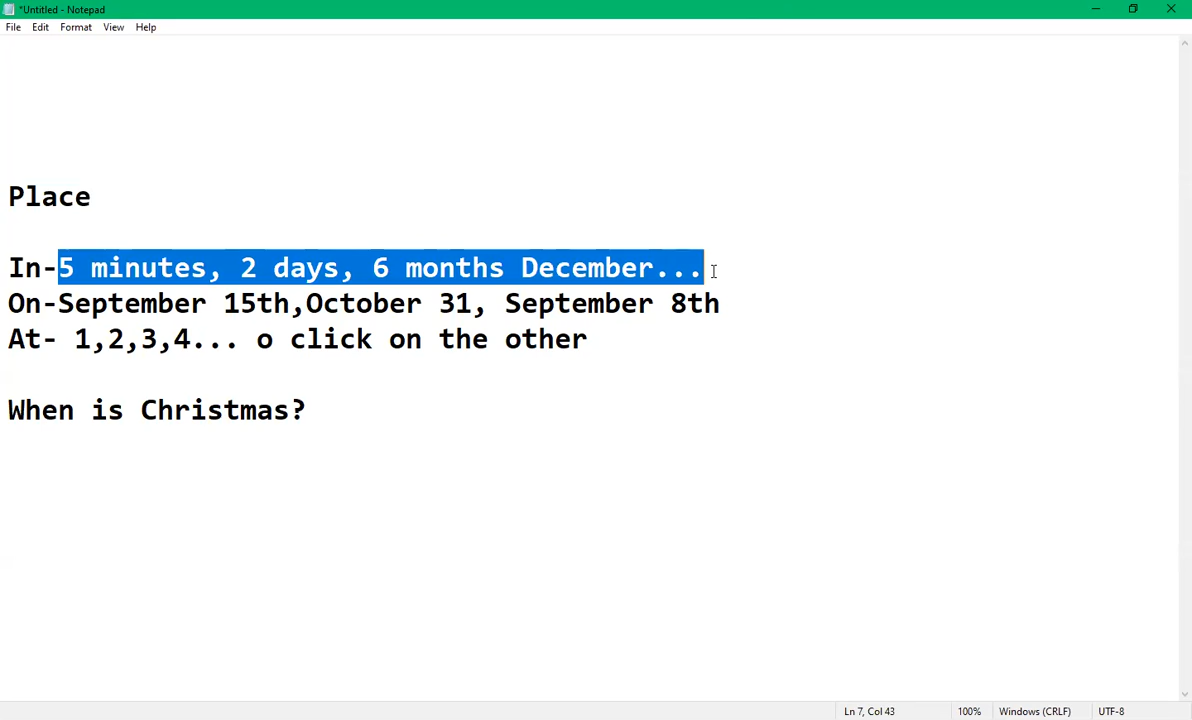 *Untitled - Notepad
File Edit Format View Help
Place
In-5 minutes, 2 days, 6 months December...
On-September 15th,October 31, September 8th
At- 1,2,3,4... o click on the other
When is Christmas?
Ln 7, Col 43 100% Windows (CRLF) UTF-8